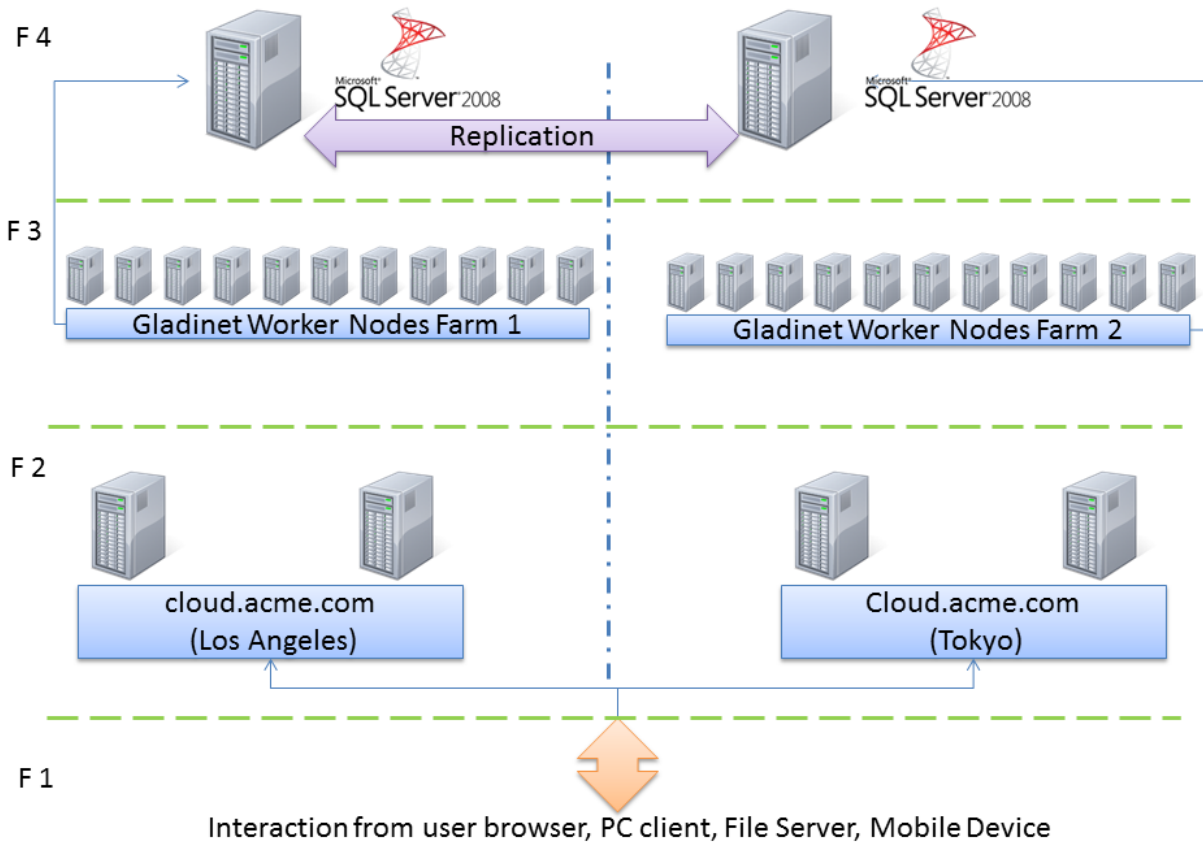 F 4
Microsoft®
SQL Server® 2008
Microsoft®
SQL Server® 2008
Replication
F 3
Gladinet Worker Nodes Farm 1
Gladinet Worker Nodes Farm 2
F 2
cloud.acme.com
(Los Angeles)
Cloud.acme.com
(Tokyo)
F 1
Interaction from user browser, PC client, File Server, Mobile Device